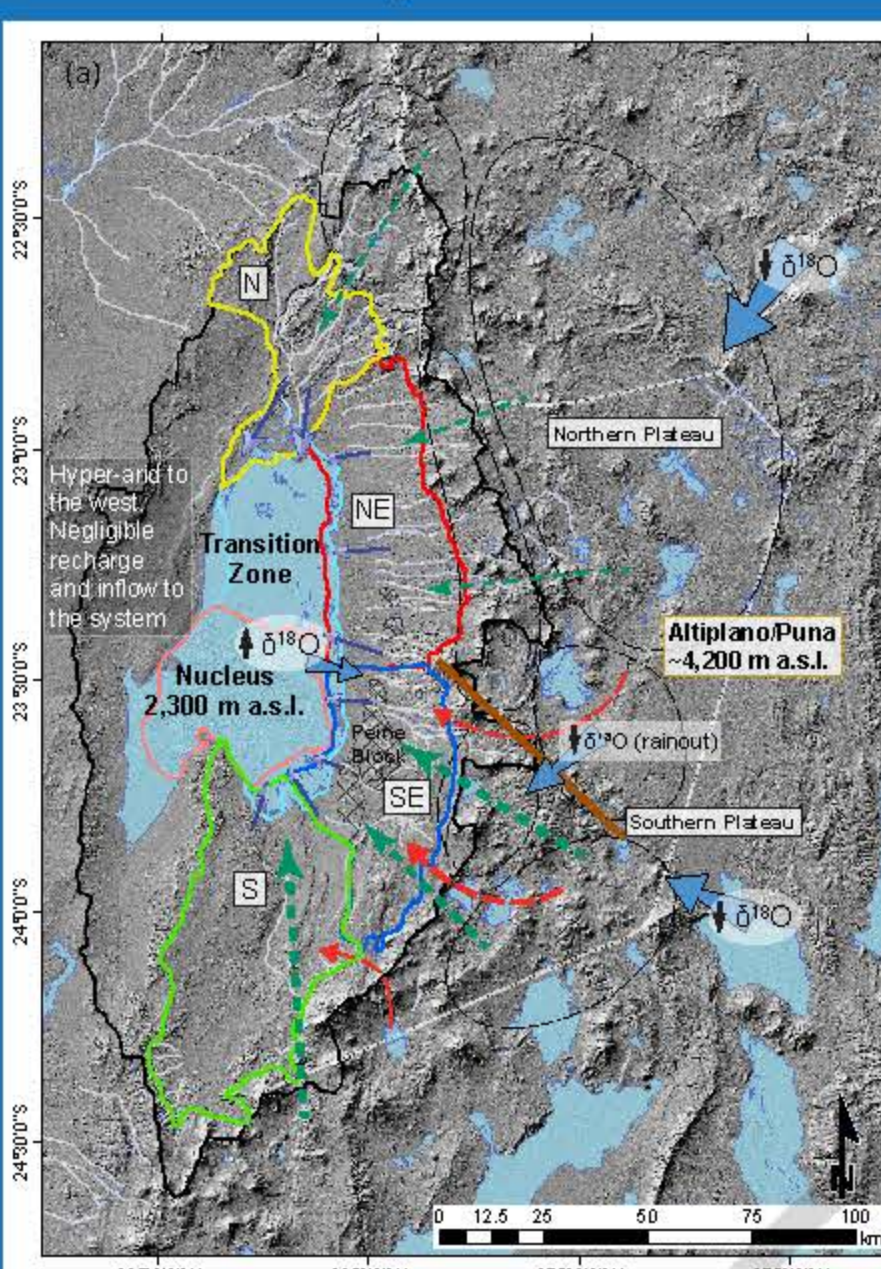 (a)
22°30'0"S
23°0'0"S
23°30'0"S
24°0'0"S
24°30'0"S
N
δ¹⁸O
Northern Plateau
Hyper-arid to
the west.
Negligible
recharge
and inflow to
the system
NE
Transition
Zone
δ¹⁸O
Nucleus
2,300 m a.s.l.
Altiplano/Puna
~4,200 m a.s.l.
Peine
Block
δ¹⁸O (rainout)
SE
Southern Plateau
S
δ¹⁸O
N
0 12.5 25 50 75 100
km